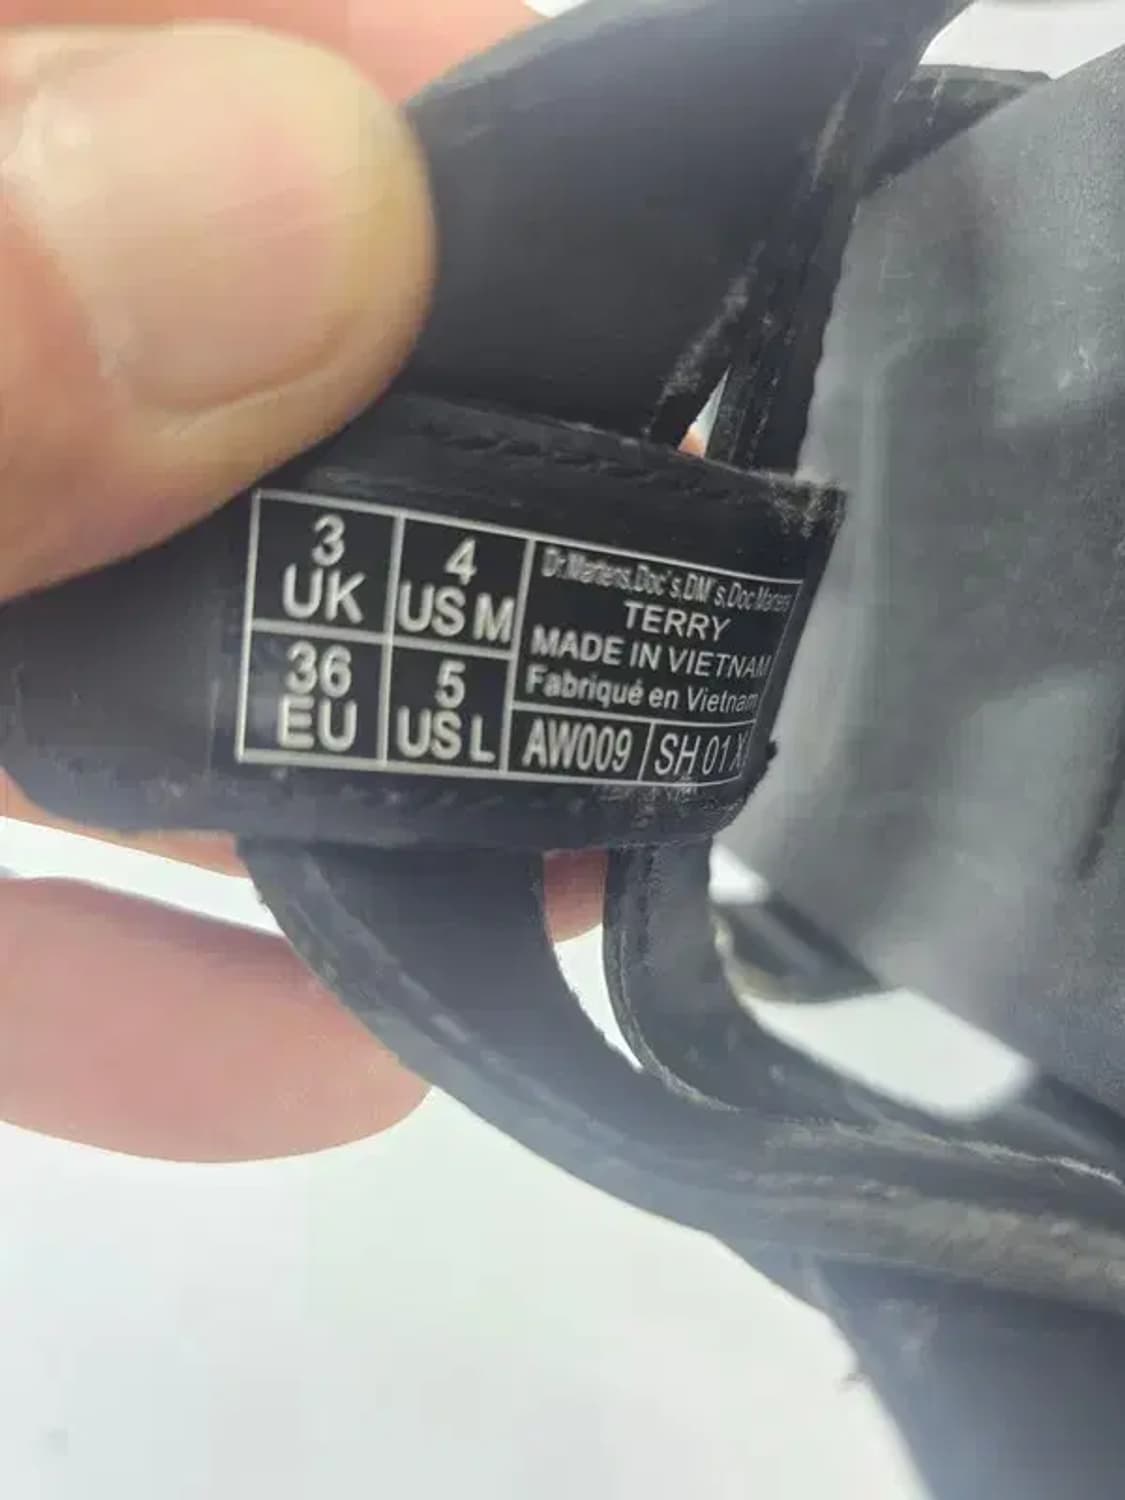 3
UK
4
US M
36
EU
5
US L
Dr.Martens,Doc's,DM's,Doc Martens
TERRY
MADE IN VIETNAM
Fabriqué en Vietnam
AW009
SH 01 X